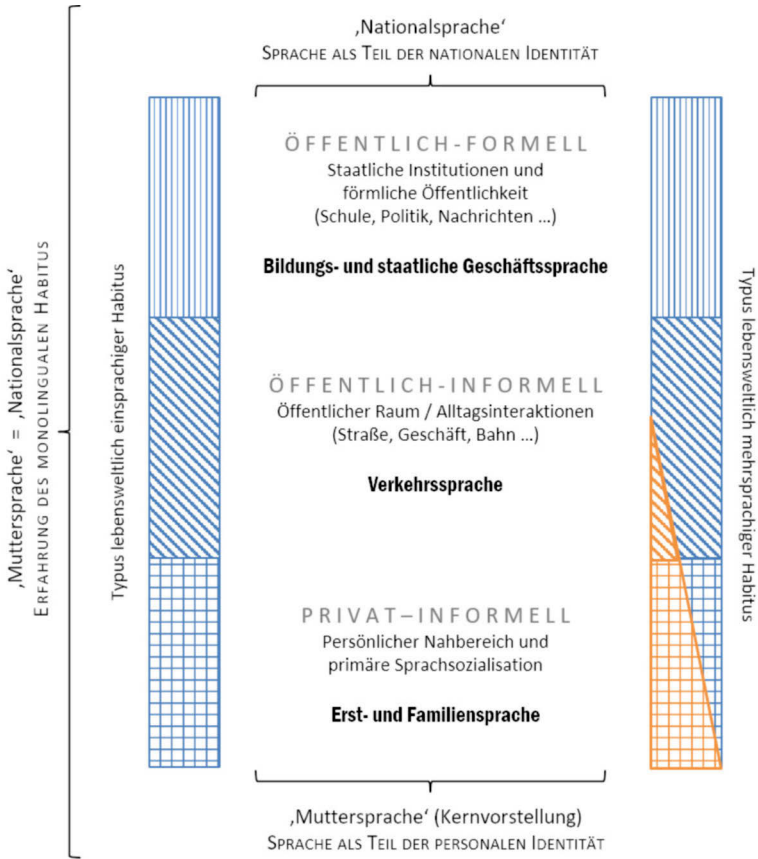 ‚Nationalsprache‘
SPRACHE ALS TEIL DER NATIONALEN IDENTITÄT
ÖFFENTLICH-FORMELL
Staatliche Institutionen und
förmliche Öffentlichkeit
(Schule, Politik, Nachrichten ...)
Bildungs- und staatliche Geschäftssprache
ÖFFENTLICH-INFORMELL
Öffentlicher Raum / Alltagsinteraktionen
(Straße, Geschäft, Bahn ...)
Verkehrssprache
PRIVAT–INFORMELL
Persönlicher Nahbereich und
primäre Sprachsozialisation
Erst- und Familiensprache
‚Muttersprache‘ (Kernvorstellung)
SPRACHE ALS TEIL DER PERSONALEN IDENTITÄT
‚Muttersprache‘ = ‚Nationalsprache‘
ERFAHRUNG DES MONOLINGUALEN HABITUS
Typus lebensweltlich einsprachiger Habitus
Typus lebensweltlich mehrsprachiger Habitus